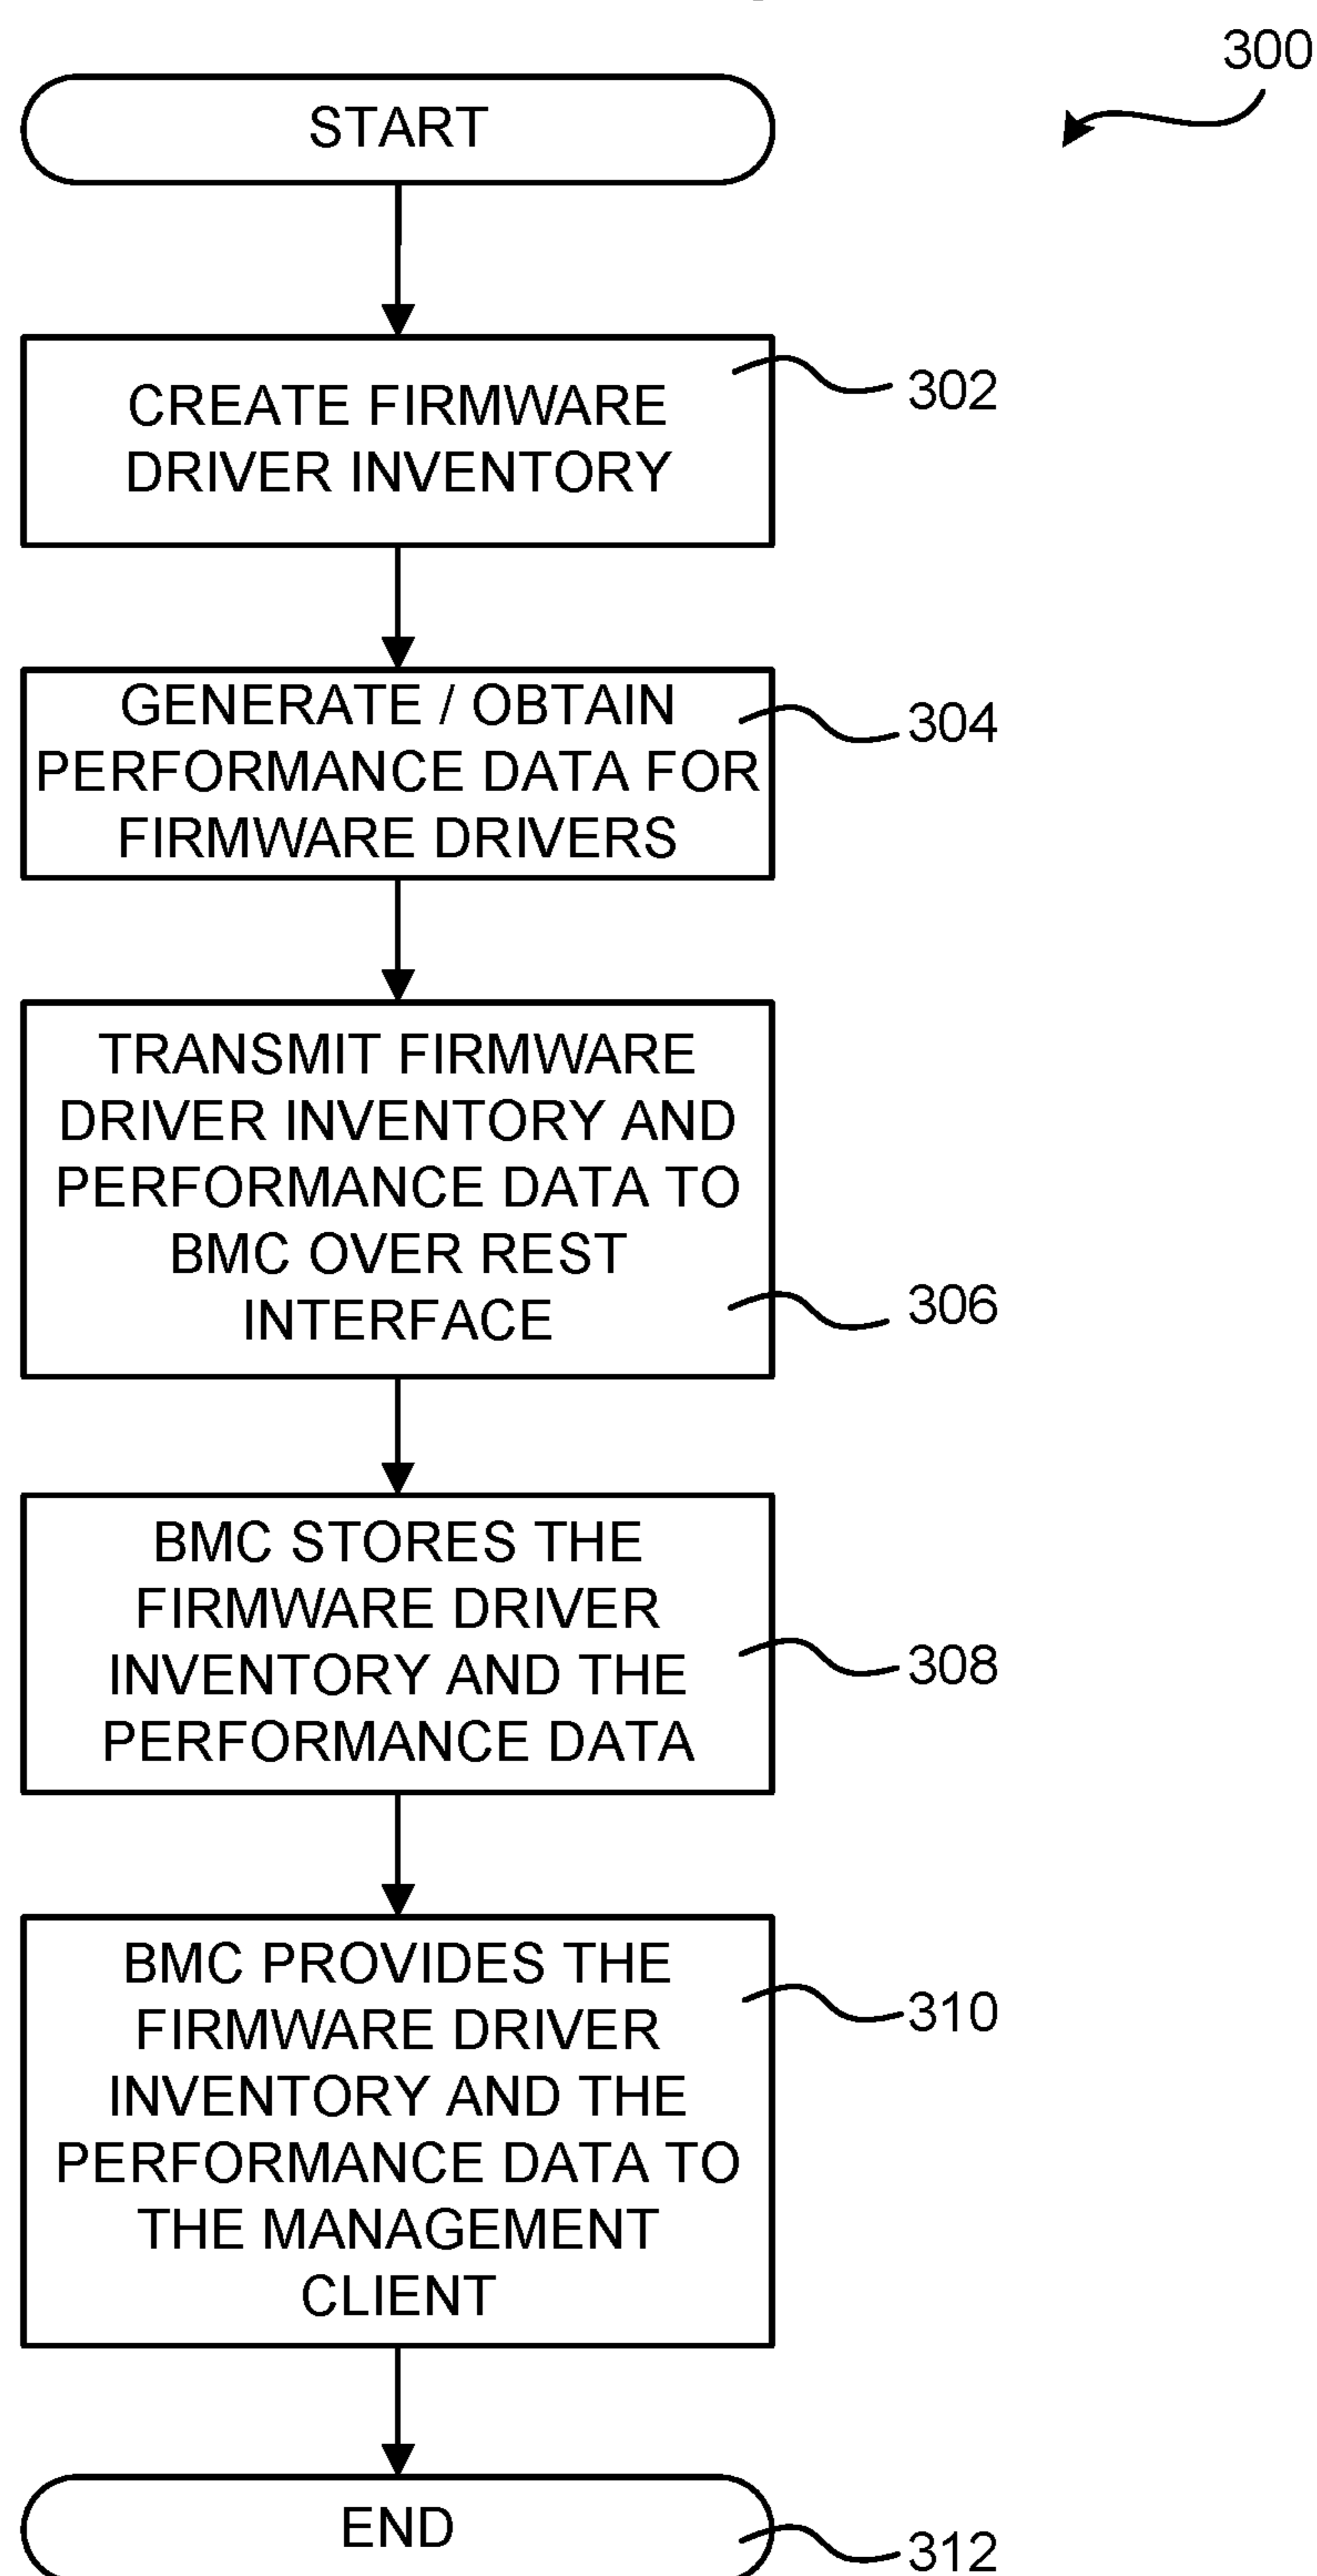 300
START
CREATE FIRMWARE
DRIVER INVENTORY
302
GENERATE / OBTAIN
PERFORMANCE DATA FOR
FIRMWARE DRIVERS
304
TRANSMIT FIRMWARE
DRIVER INVENTORY AND
PERFORMANCE DATA TO
BMC OVER REST
INTERFACE
306
BMC STORES THE
FIRMWARE DRIVER
INVENTORY AND THE
PERFORMANCE DATA
308
BMC PROVIDES THE
FIRMWARE DRIVER
INVENTORY AND THE
PERFORMANCE DATA TO
THE MANAGEMENT
CLIENT
310
END
312